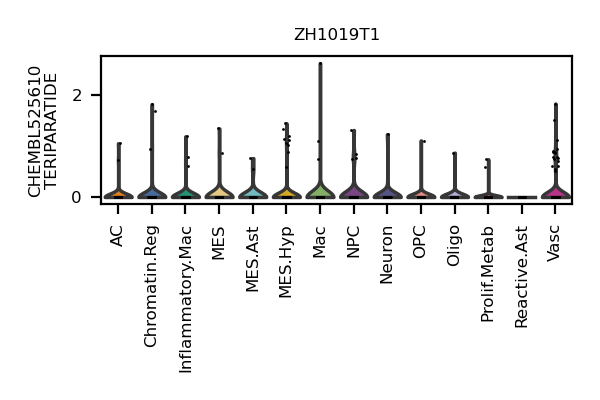 ZH1019T1
CHEMBL525610
TERIPARATIDE
2
0
AC
Chromatin.Reg
Inflammatory.Mac
MES
MES.Ast
MES.Hyp
Mac
NPC
Neuron
OPC
Oligo
Prolif.Metab
Reactive.Ast
Vasc